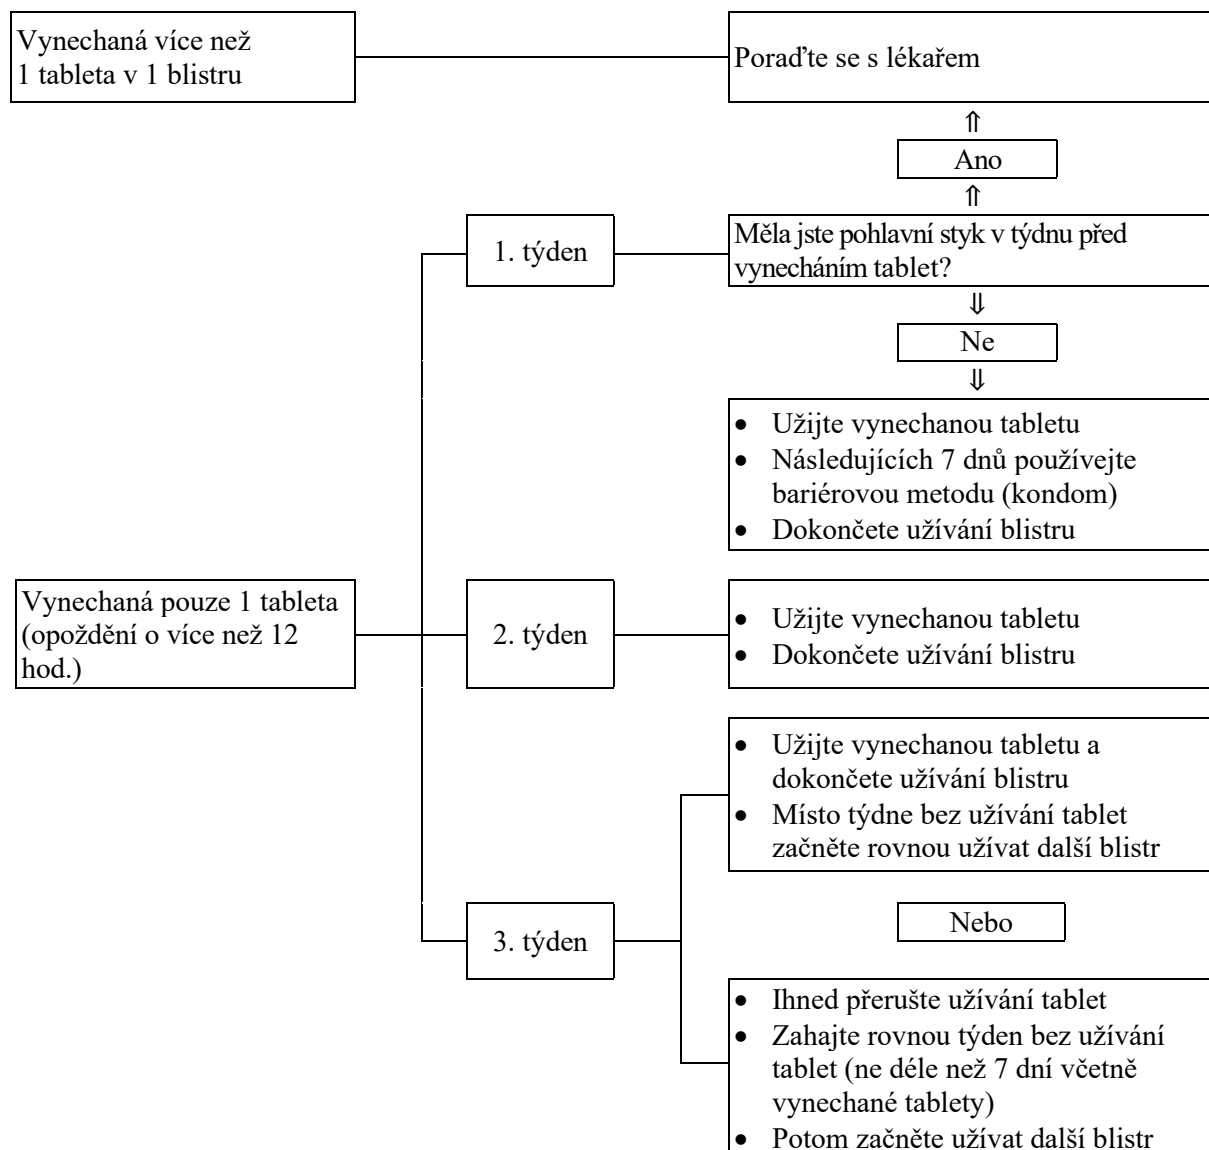 Vynechaná více než
1 tableta v 1 blistru
Poraďte se s lékařem
⇑
Ano
⇑
1. týden
Měla jste pohlavní styk v týdnu před
vynecháním tablet?
⇓
Ne
⇓
• Užijte vynechanou tabletu
• Následujících 7 dnů používejte
bariérovou metodu (kondom)
• Dokončete užívání blistru
Vynechaná pouze 1 tableta
(opoždění o více než 12
hod.)
2. týden
• Užijte vynechanou tabletu
• Dokončete užívání blistru
• Užijte vynechanou tabletu a
dokončete užívání blistru
• Místo týdne bez užívání tablet
začněte rovnou užívat další blistr
3. týden
Nebo
• Ihned přerušte užívání tablet
• Zahajte rovnou týden bez užívání
tablet (ne déle než 7 dní včetně
vynechané tablety)
• Potom začněte užívat další blistr